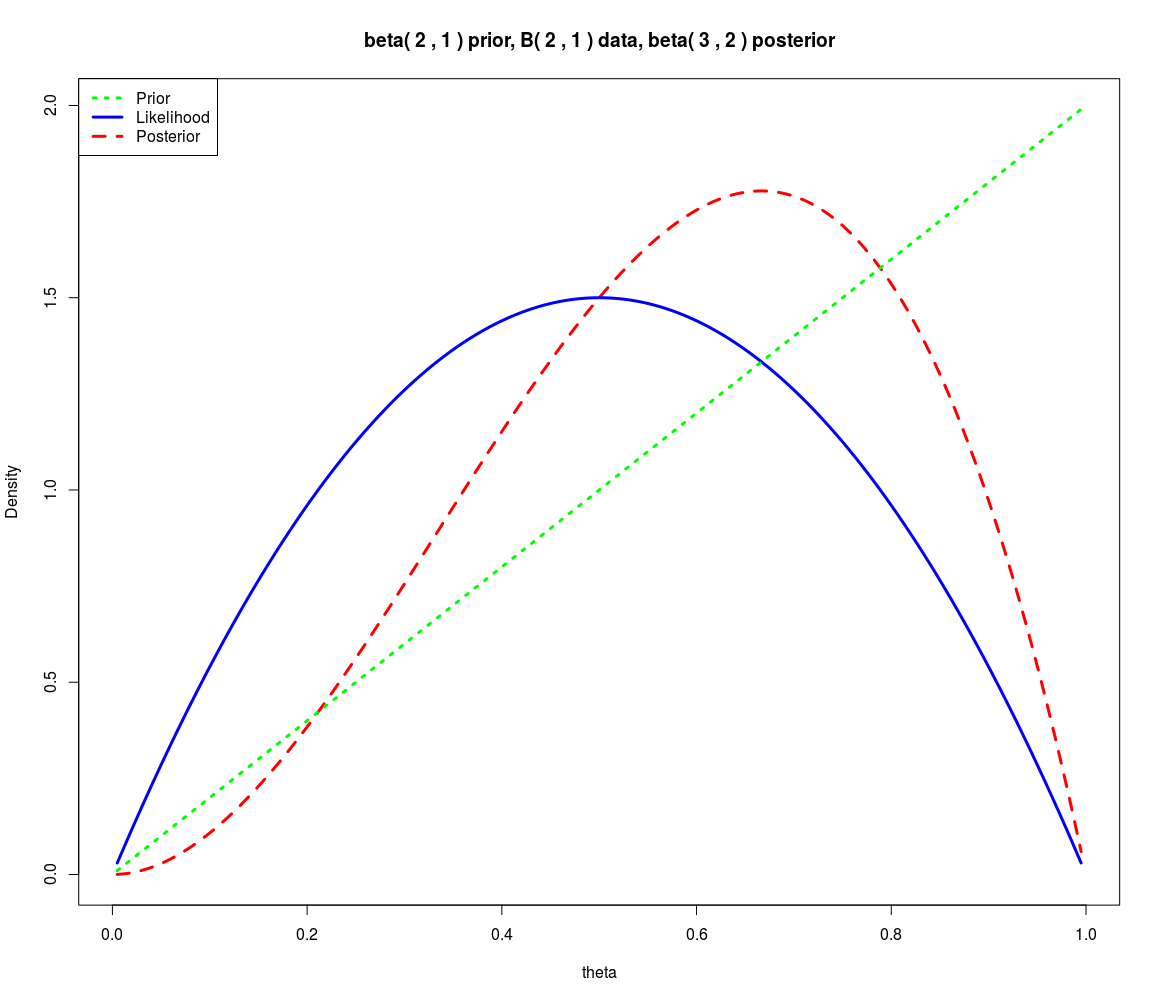 beta( 2 , 1 ) prior, B( 2 , 1 ) data, beta( 3 , 2 ) posterior
Prior
Likelihood
Posterior
2.0
1.5
1.0
0.5
0.0
Density
0.0 0.2 0.4 0.6 0.8 1.0
theta